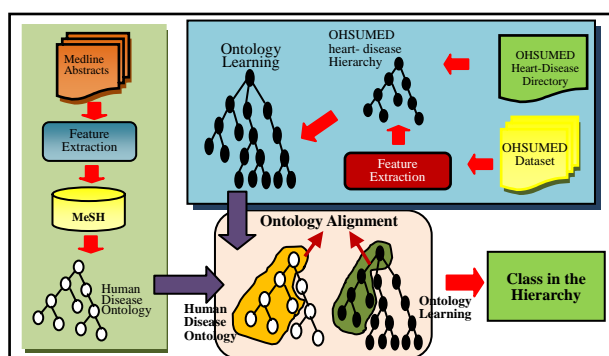 Medline
Abstracts
Feature
Extraction
MeSH
Human
Disease
Ontology
Ontology
Learning
OHSUMED
heart- disease
Hierarchy
OHSUMED
Heart-Disease
Directory
Feature
Extraction
OHSUMED
Dataset
Ontology Alignment
Human
Disease
Ontology
Ontology
Learning
Class in the
Hierarchy